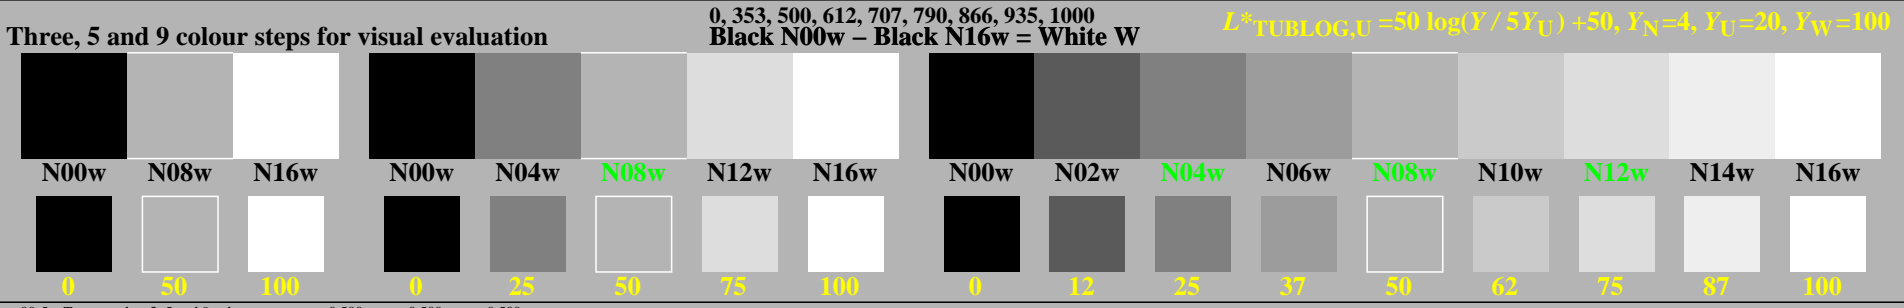 Three, 5 and 9 colour steps for visual evaluation
0, 353, 500, 612, 707, 790, 866, 935, 1000
Black N00w – Black N16w = White W
L*TUBLOG,U =50 log(Y / 5YU) +50, YN=4, YU=20, YW=100
N00w N08w N16w N00w N04w N08w N12w N16w N00w N02w N04w N06w N08w N10w N12w N14w N16w
0 50 100 0 25 50 75 100 0 12 25 37 50 62 75 87 100